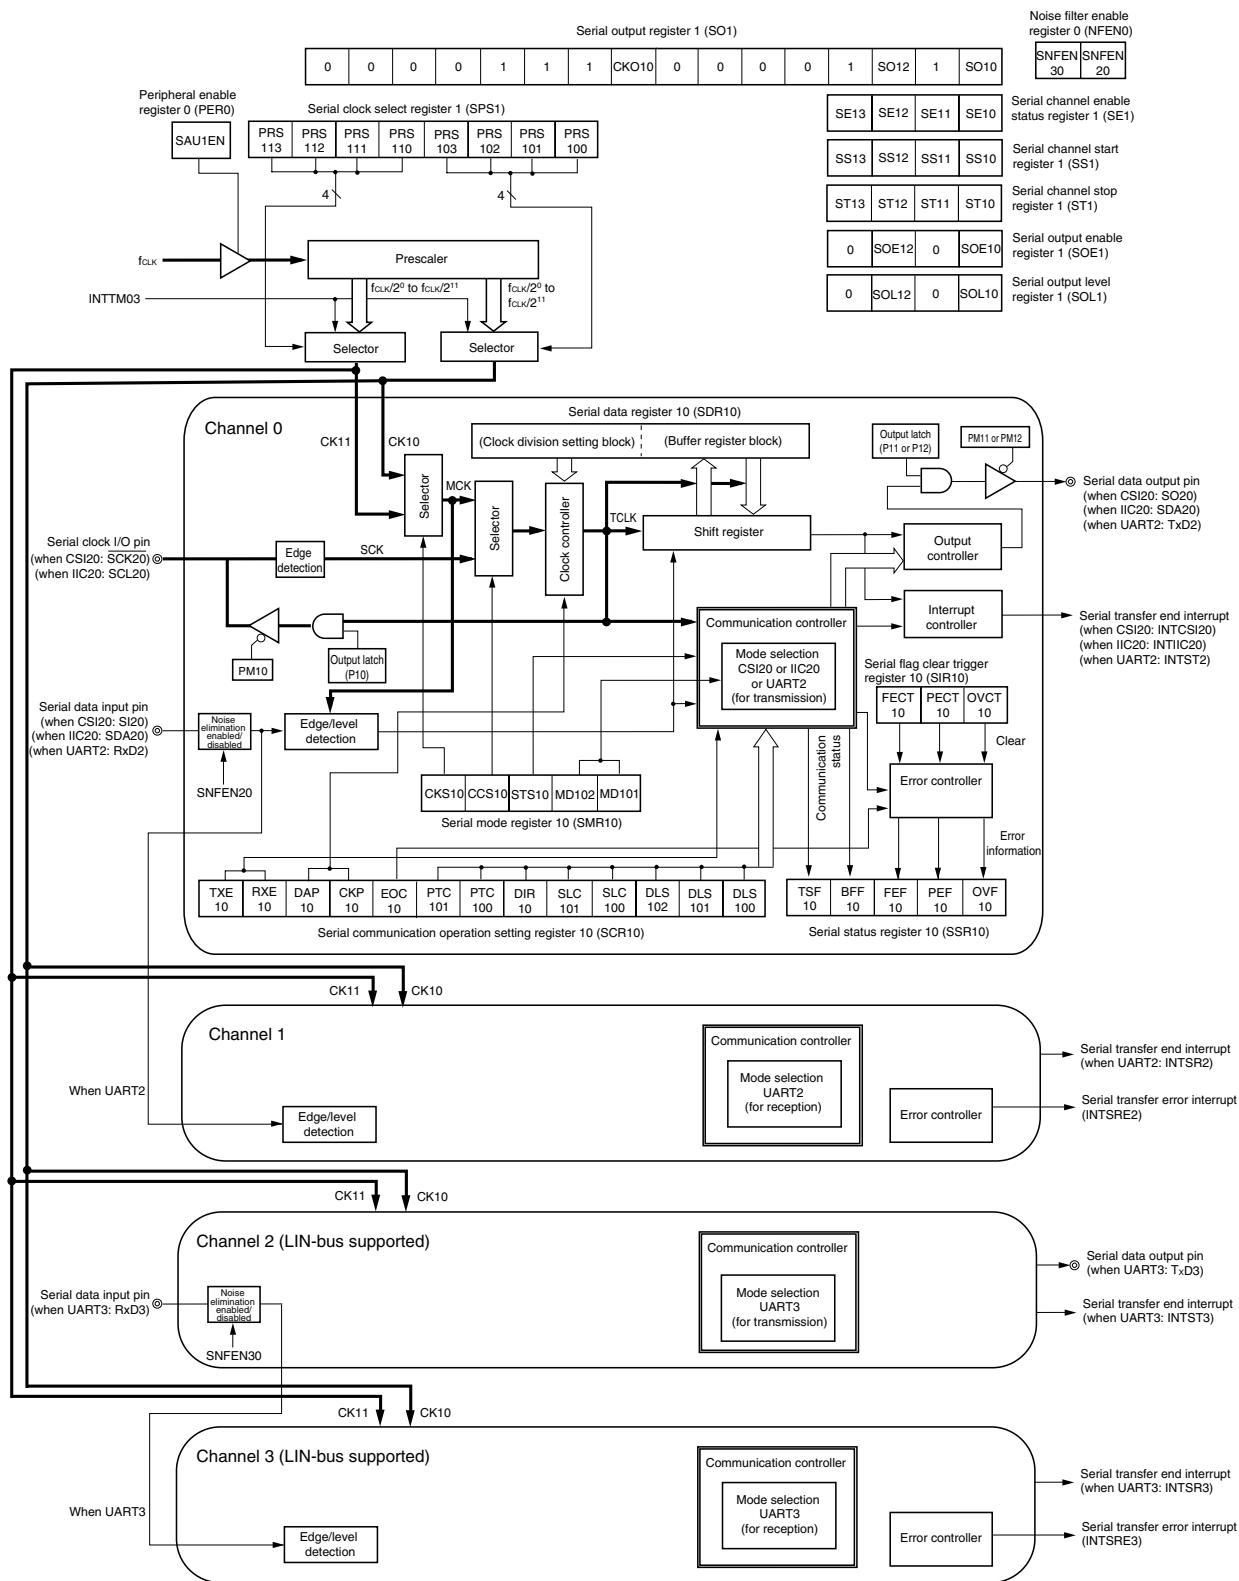 Serial output register 1 (SO1)
0 0 0 0 1 1 1 CKO10 0 0 0 0 1 SO12 1 SO10
Noise filter enable
register 0 (NFEN0)
SNFEN
30
SNFEN
20
Peripheral enable
register 0 (PER0)
SAU1EN
Serial clock select register 1 (SPS1)
PRS
113
PRS
112
PRS
111
PRS
110
PRS
103
PRS
102
PRS
101
PRS
100
4
4
SE13 SE12 SE11 SE10
Serial channel enable
status register 1 (SE1)
SS13 SS12 SS11 SS10
Serial channel start
register 1 (SS1)
ST13 ST12 ST11 ST10
Serial channel stop
register 1 (ST1)
0 SOE12 0 SOE10
Serial output enable
register 1 (SOE1)
0 SOL12 0 SOL10
Serial output level
register 1 (SOL1)
fCLK
Prescaler
INTTM03
fCLK/2⁰ to fCLK/2¹¹
fCLK/2⁰ to
fCLK/2¹¹
Selector
Selector
Channel 0
CK11
CK10
Serial data register 10 (SDR10)
(Clock division setting block)
(Buffer register block)
Selector
MCK
Selector
Clock controller
TCLK
Shift register
Output latch
(P11 or P12)
PM11 or PM12
Serial data output pin
(when CSI20: SO20)
(when IIC20: SDA20)
(when UART2: TxD2)
Output
controller
Serial clock I/O pin
(when CSI20: SCK20)
(when IIC20: SCL20)
Edge
detection
SCK
PM10
Output latch
(P10)
Communication controller
Mode selection
CSI20 or IIC20
or UART2
(for transmission)
Interrupt
controller
Serial transfer end interrupt
(when CSI20: INTCSI20)
(when IIC20: INTIIC20)
(when UART2: INTST2)
Serial flag clear trigger
register 10 (SIR10)
FECT
10
PECT
10
OVCT
10
Clear
Serial data input pin
(when CSI20: SI20)
(when IIC20: SDA20)
(when UART2: RxD2)
Noise
elimination
enabled/
disabled
SNFEN20
Edge/level
detection
Communication
status
Error controller
Error
information
CKS10 CCS10 STS10 MD102 MD101
Serial mode register 10 (SMR10)
TXE
10
RXE
10
DAP
10
CKP
10
EOC
10
PTC
101
PTC
100
DIR
10
SLC
101
SLC
100
DLS
102
DLS
101
DLS
100
Serial communication operation setting register 10 (SCR10)
TSF
10
BFF
10
FEF
10
PEF
10
OVF
10
Serial status register 10 (SSR10)
CK11
CK10
Channel 1
Communication controller
Mode selection
UART2
(for reception)
When UART2
Edge/level
detection
Error controller
Serial transfer end interrupt
(when UART2: INTSR2)
Serial transfer error interrupt
(INTSRE2)
CK11
CK10
Channel 2 (LIN-bus supported)
Communication controller
Mode selection
UART3
(for transmission)
Serial data input pin
(when UART3: RxD3)
Noise
elimination
enabled/
disabled
SNFEN30
Serial data output pin
(when UART3: TxD3)
Serial transfer end interrupt
(when UART3: INTST3)
CK11
CK10
Channel 3 (LIN-bus supported)
Communication controller
Mode selection
UART3
(for reception)
When UART3
Edge/level
detection
Error controller
Serial transfer end interrupt
(when UART3: INTSR3)
Serial transfer error interrupt
(INTSRE3)